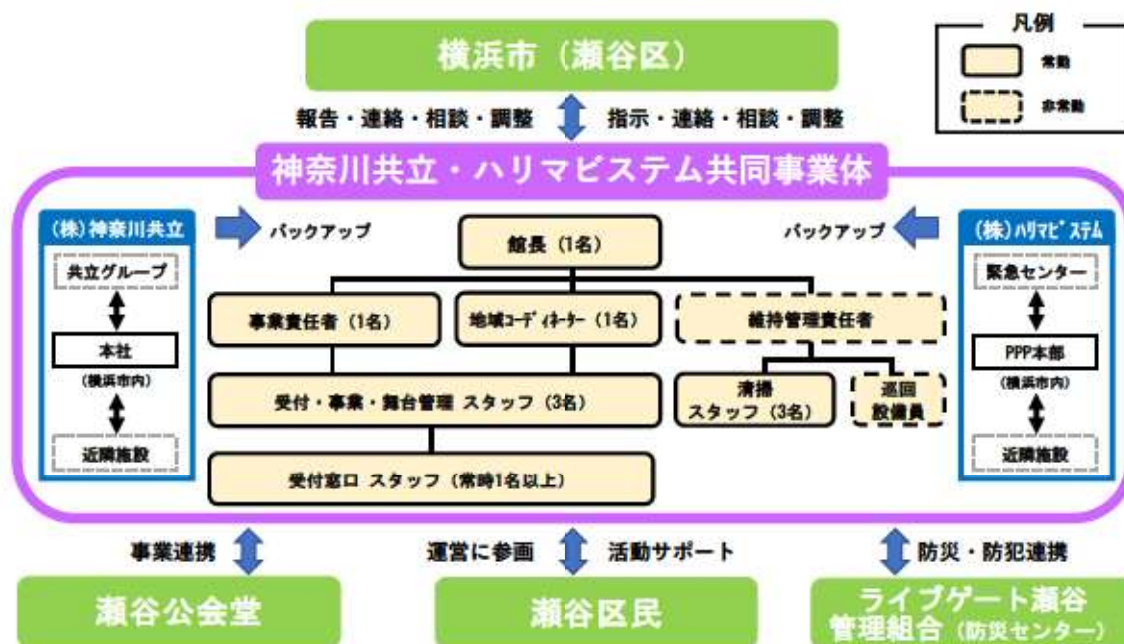 凡例
常勤
非常勤
横浜市（瀬谷区）
報告・連絡・相談・調整
指示・連絡・相談・調整
神奈川共立・ハリマビステム共同事業体
(株)神奈川共立
共立グループ
本社
(横浜市内)
近隣施設
バックアップ
バックアップ
館長（1名）
事業責任者（1名）
地域ｺｰﾃﾞｨﾈｰﾀｰ（1名）
維持管理責任者
受付・事業・舞台管理 スタッフ（3名）
清掃
スタッフ（3名）
巡回
設備員
受付窓口 スタッフ（常時1名以上）
(株)ﾊﾘﾏﾋﾞｽﾃﾑ
緊急センター
PPP本部
(横浜市内)
近隣施設
事業連携
運営に参画
活動サポート
防災・防犯連携
瀬谷公会堂
瀬谷区民
ライブゲート瀬谷
管理組合（防災センター）